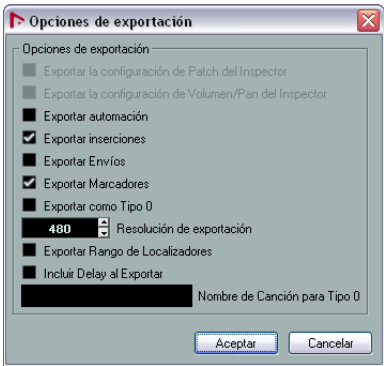 Opciones de exportación
Opciones de exportación
Exportar la configuración de Patch del Inspector
Exportar la configuración de Volumen/Pan del Inspector
Exportar automación
Exportar inserciones
Exportar Envíos
Exportar Marcadores
Exportar como Tipo 0
480 Resolución de exportación
Exportar Rango de Localizadores
Incluir Delay al Exportar
Nombre de Canción para Tipo 0
Aceptar Cancelar